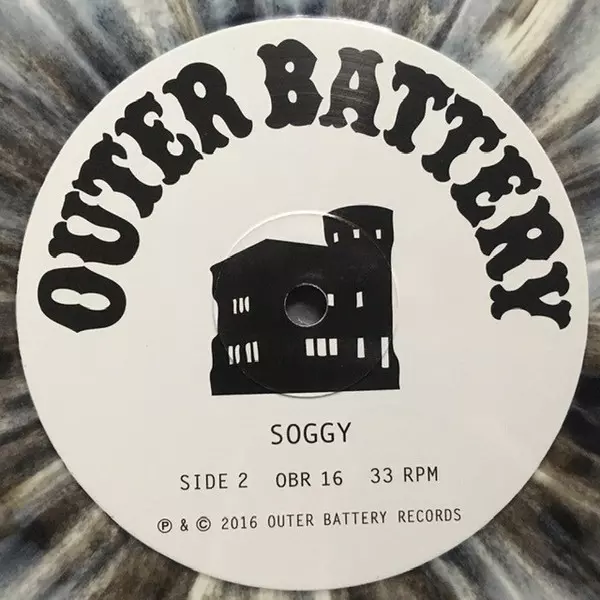 OUTER BATTERY
SOGGY
SIDE 2 OBR 16 33 RPM
℗ & © 2016 OUTER BATTERY RECORDS